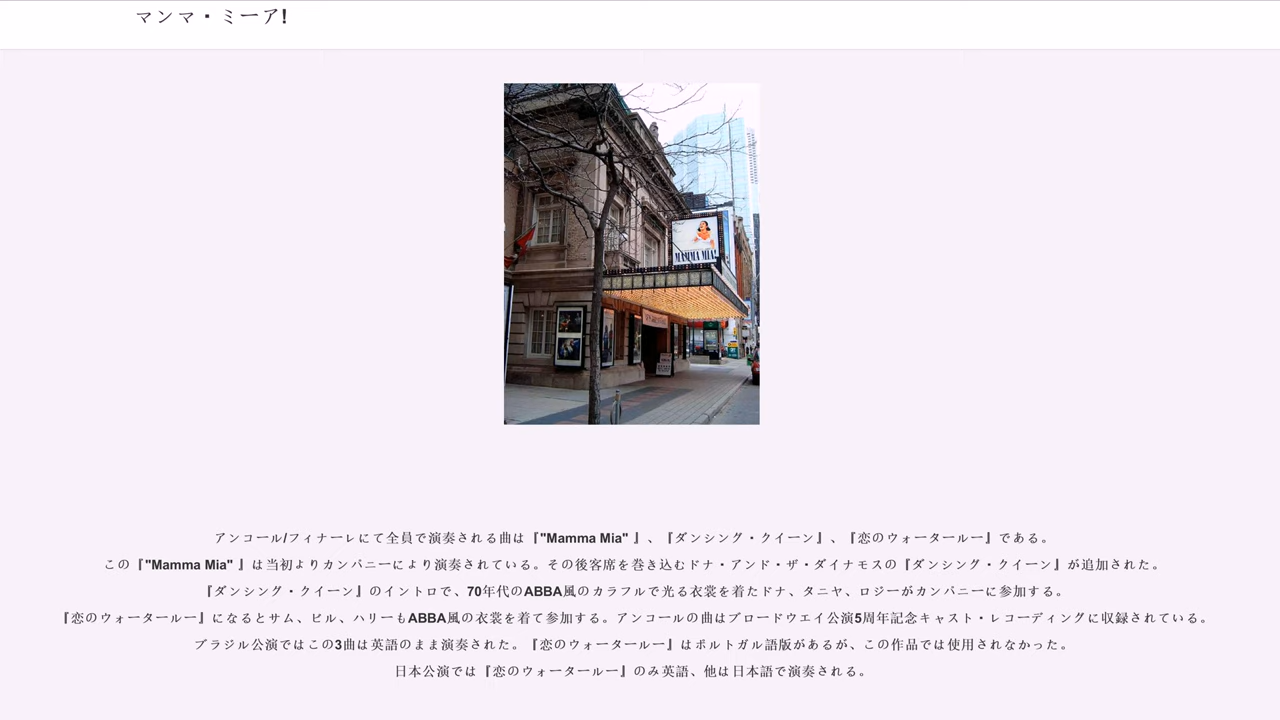 マンマ・ミーア!
MAMMA MIA!
アンコール/フィナーレにて全員で演奏される曲は『"Mamma Mia" 』、『ダンシング・クイーン』、『恋のウォータールー』である。
この『"Mamma Mia" 』は当初よりカンパニーにより演奏されている。その後客席を巻き込むドナ・アンド・ザ・ダイナモスの『ダンシング・クイーン』が追加された。
『ダンシング・クイーン』のイントロで、70年代のABBA風のカラフルで光る衣裳を着たドナ、タニヤ、ロジーがカンパニーに参加する。
『恋のウォータールー』になるとサム、ビル、ハリーもABBA風の衣裳を着て参加する。アンコールの曲はブロードウエイ公演5周年記念キャスト・レコーディングに収録されている。
ブラジル公演ではこの3曲は英語のまま演奏された。『恋のウォータールー』はポルトガル語版があるが、この作品では使用されなかった。
日本公演では『恋のウォータールー』のみ英語、他は日本語で演奏される。